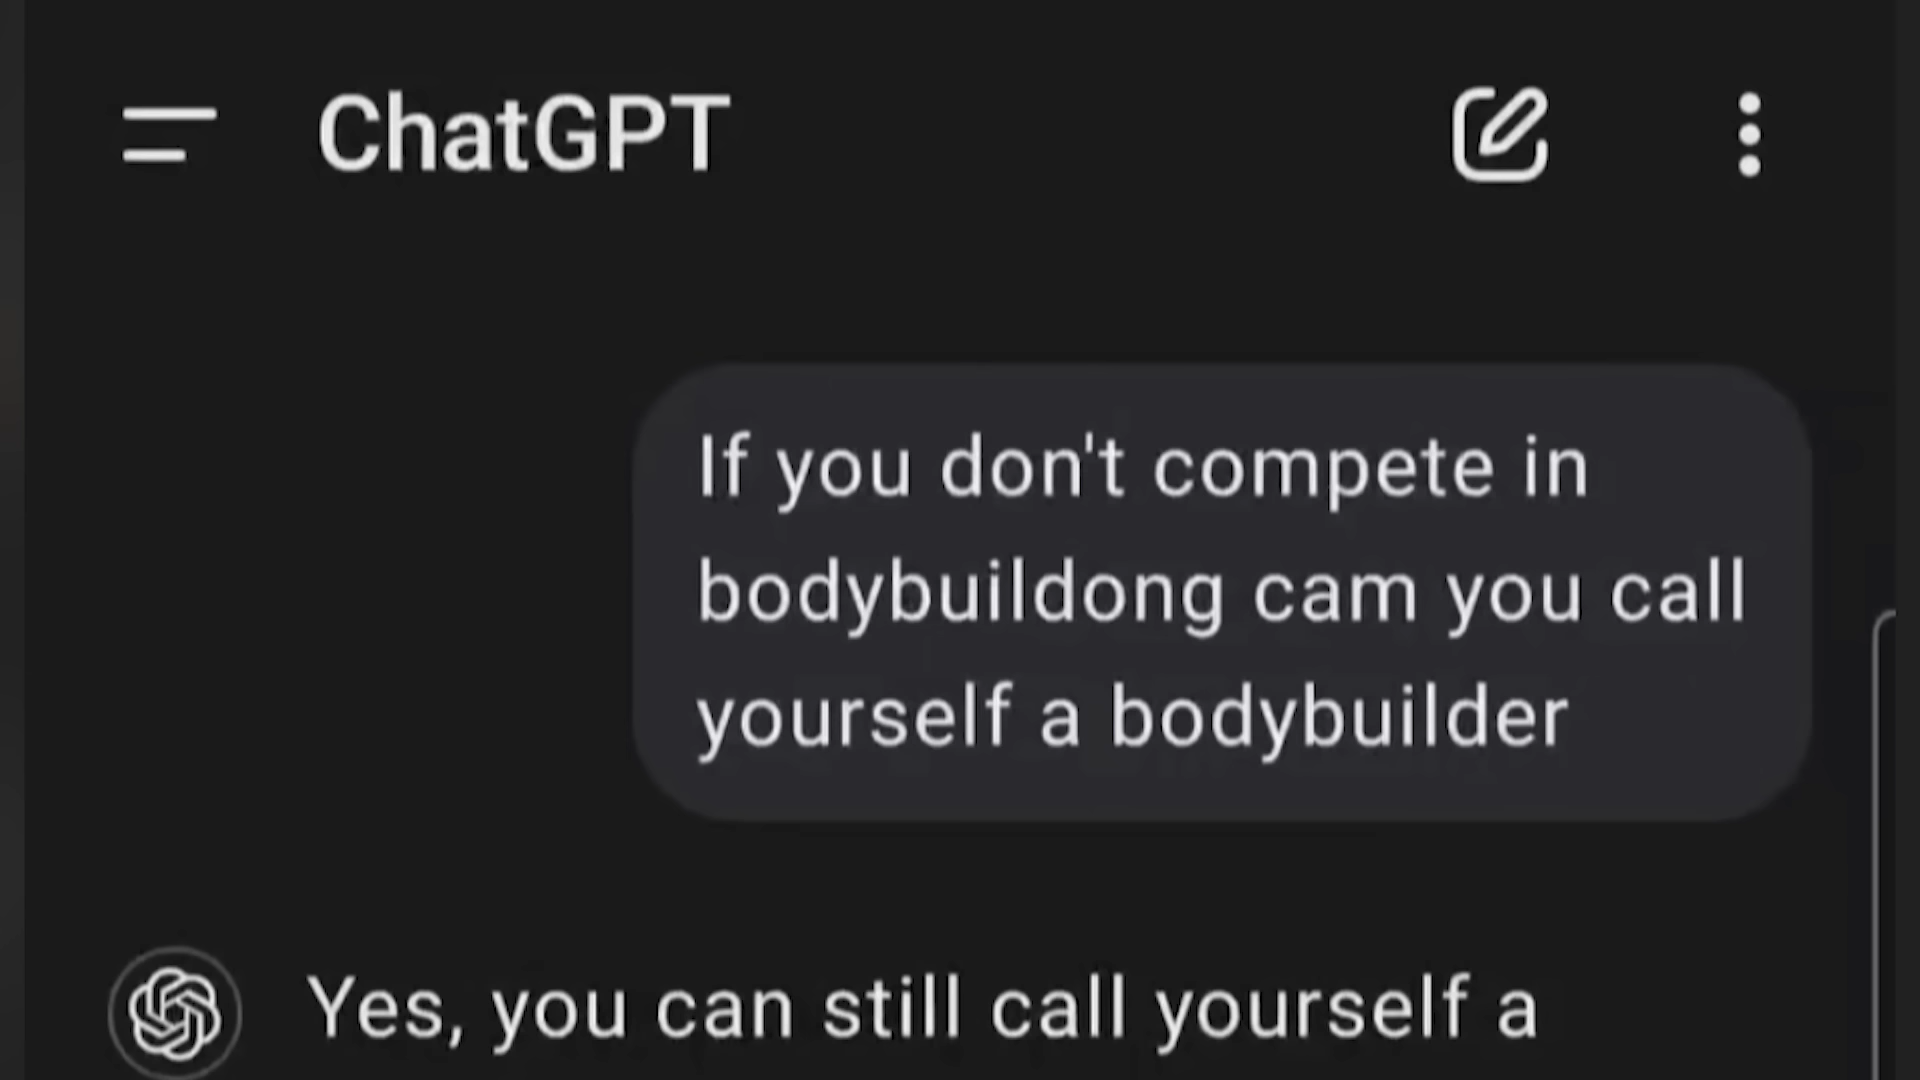 ChatGPT
If you don't compete in
bodybuildong cam you call
yourself a bodybuilder
Yes, you can still call yourself a